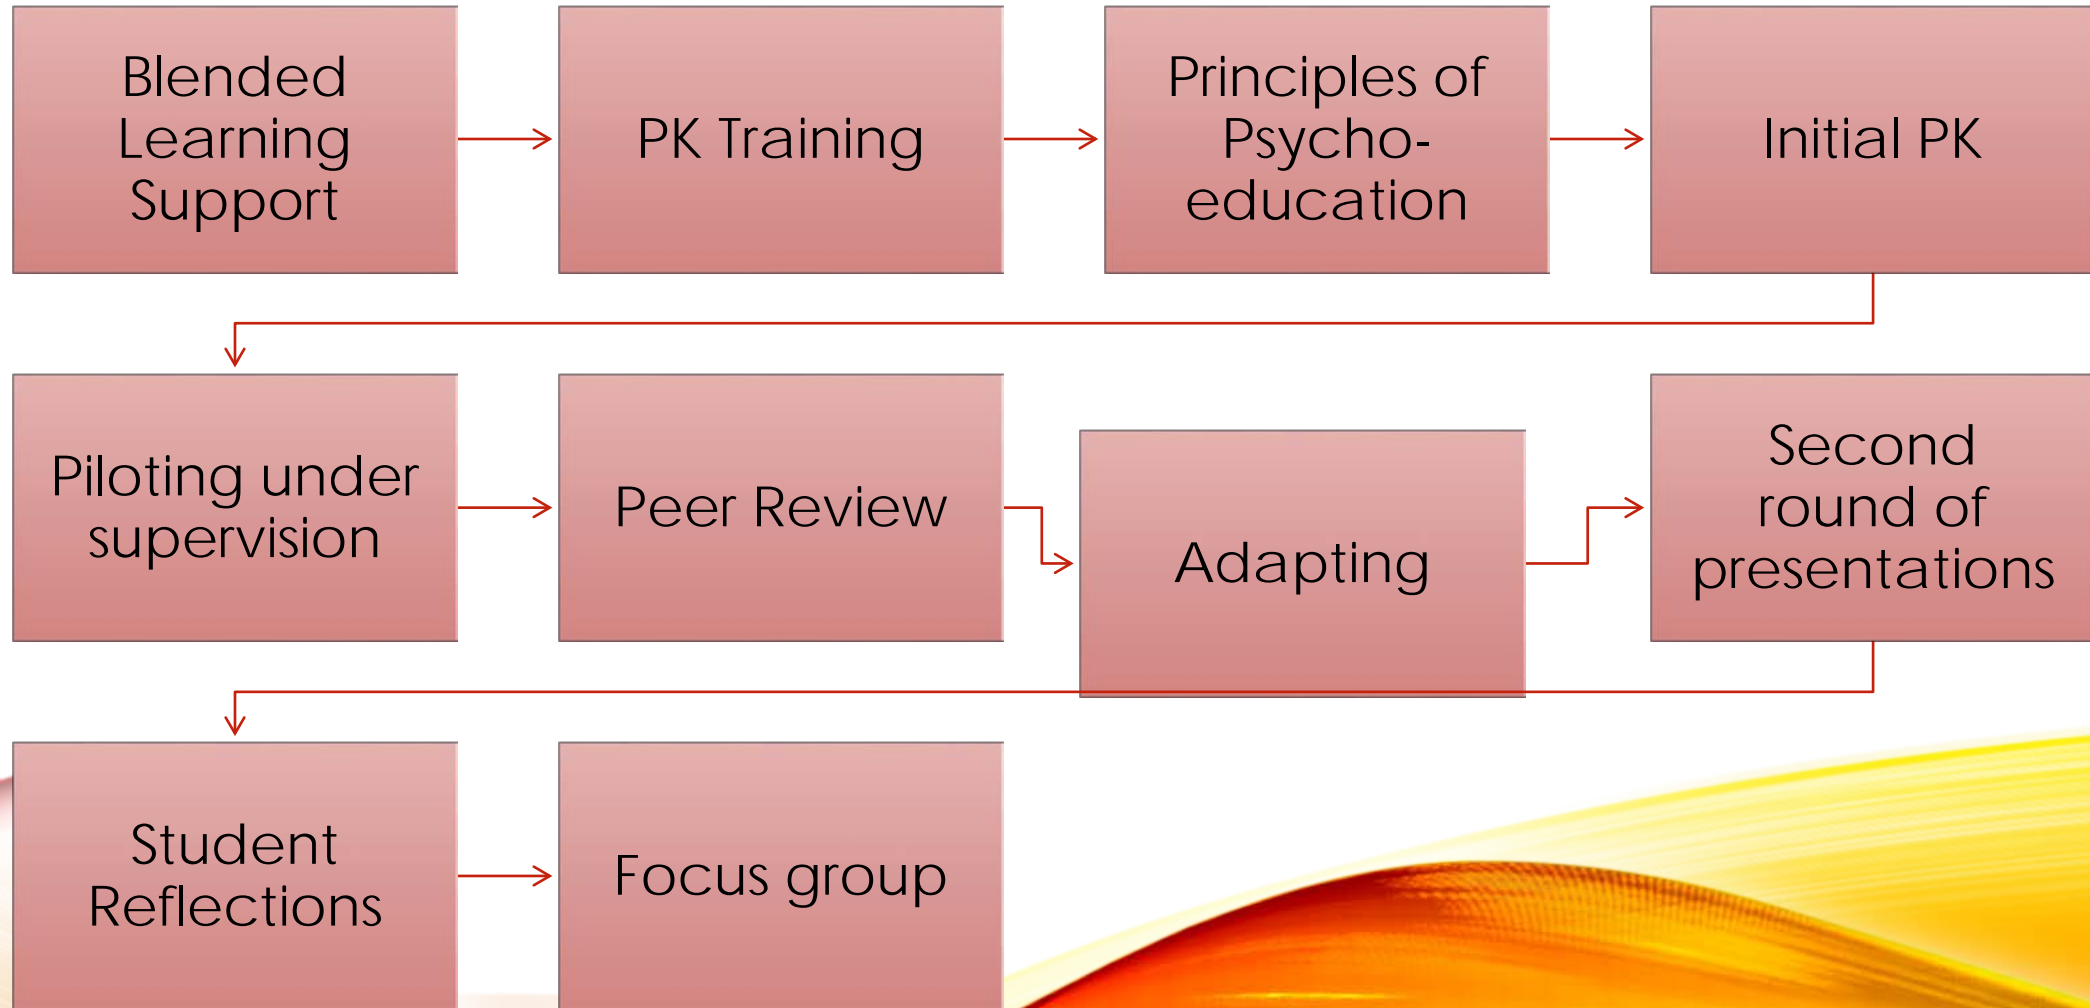 Blended
Learning
Support
PK Training
Principles of
Psycho-
education
Initial PK
Piloting under
supervision
Peer Review
Adapting
Second
round of
presentations
Student
Reflections
Focus group